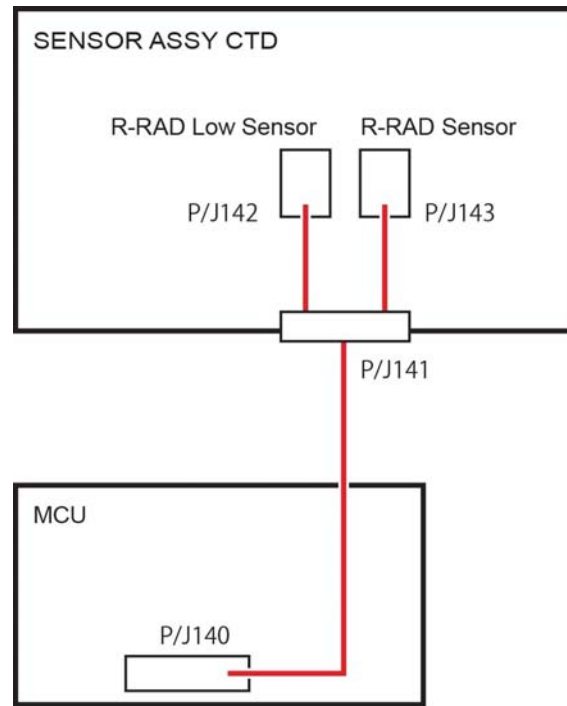 SENSOR ASSY CTD
R-RAD Low Sensor
R-RAD Sensor
P/J142
P/J143
P/J141
MCU
P/J140